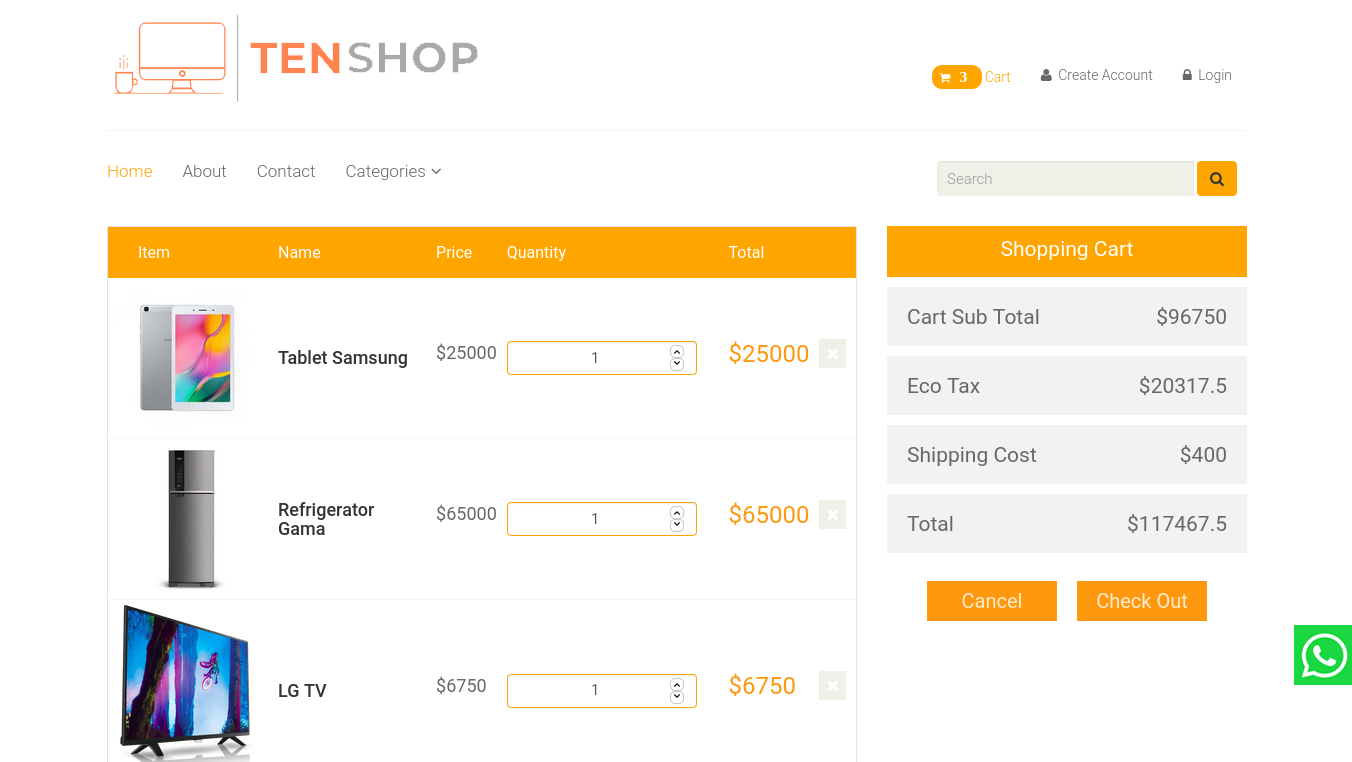 TENSHOP
3 Cart
Create Account
Login
Home
About
Contact
Categories
Search
Item Name Price Quantity Total
Tablet Samsung $25000 1 $25000
Refrigerator
Gama
$65000 1 $65000
LG TV $6750 1 $6750
Shopping Cart
Cart Sub Total $96750
Eco Tax $20317.5
Shipping Cost $400
Total $117467.5
Cancel
Check Out